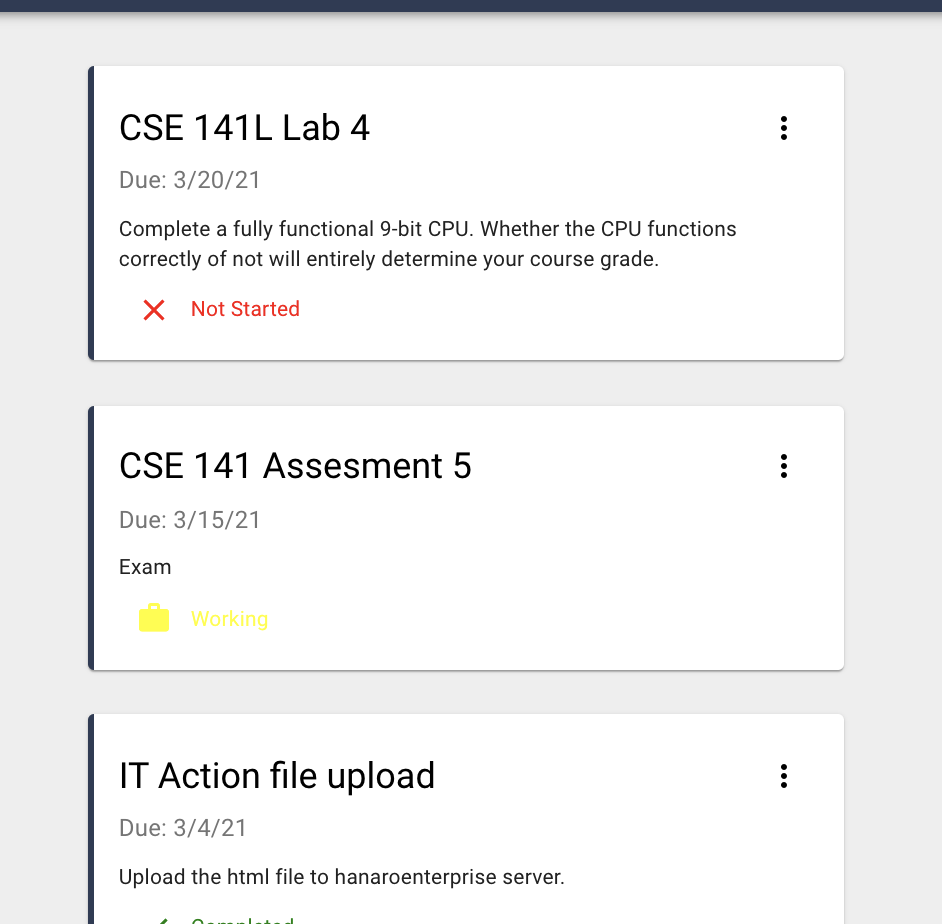 CSE 141L Lab 4
Due: 3/20/21
Complete a fully functional 9-bit CPU. Whether the CPU functions
correctly of not will entirely determine your course grade.
Not Started
CSE 141 Assesment 5
Due: 3/15/21
Exam
Working
IT Action file upload
Due: 3/4/21
Upload the html file to hanaroenterprise server.
Completed